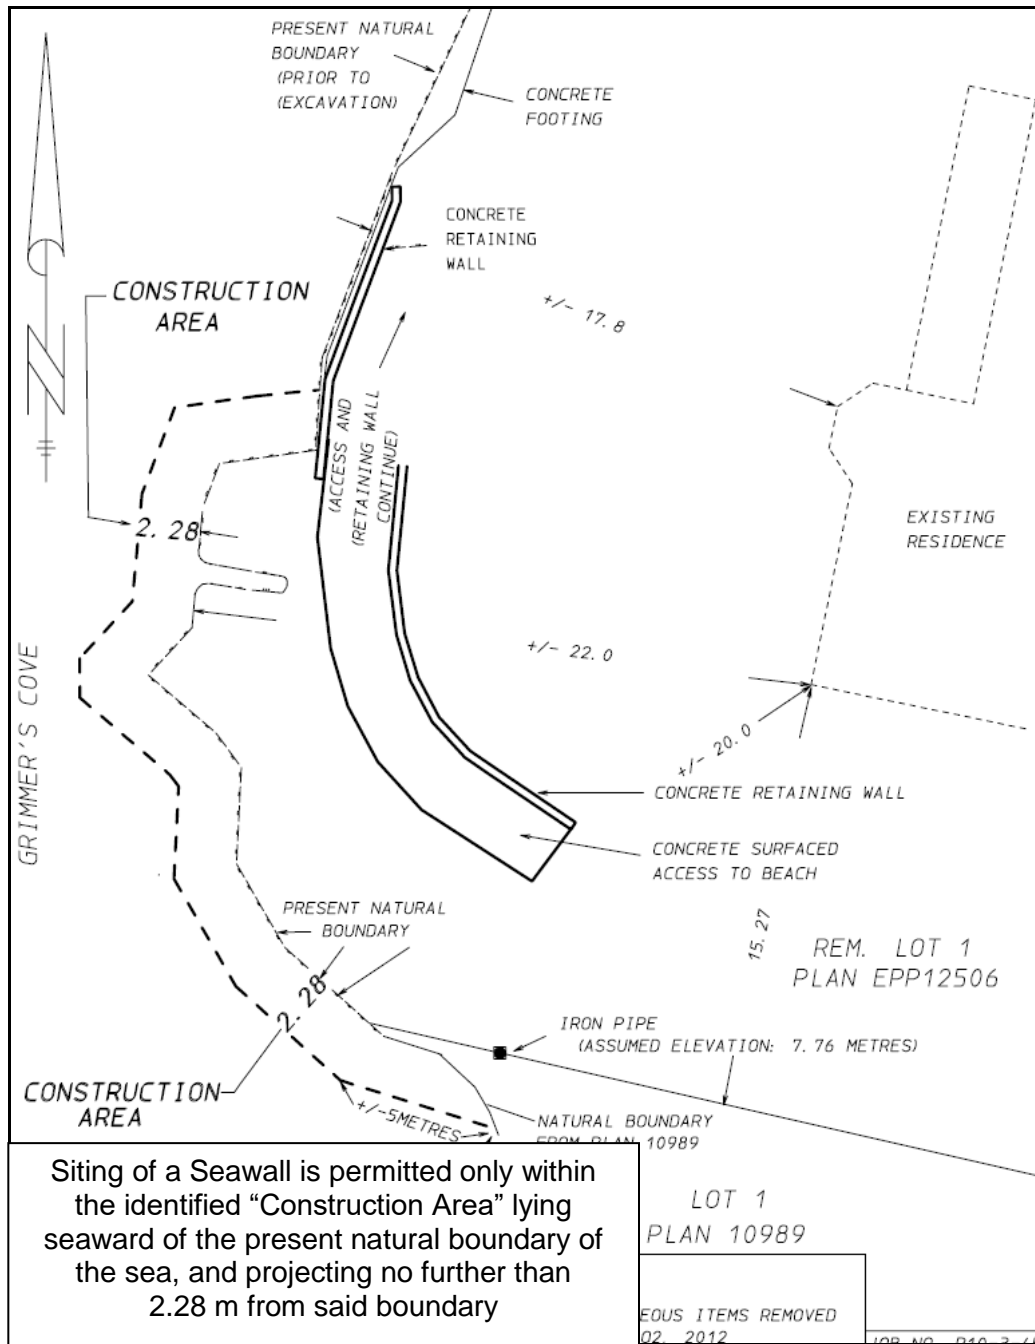 PRESENT NATURAL
BOUNDARY
(PRIOR TO
(EXCAVATION)
CONCRETE
FOOTING
CONCRETE
RETAINING
WALL
CONSTRUCTION
AREA
+/- 17.8
N
(ACCESS AND
(RETAINING WALL
CONTINUE)
2.28
EXISTING
RESIDENCE
GRIMMER'S COVE
+/- 22.0
+/- 20.0
CONCRETE RETAINING WALL
CONCRETE SURFACED
ACCESS TO BEACH
PRESENT NATURAL
BOUNDARY
15.27
REM. LOT 1
PLAN EPP12506
2.28
IRON PIPE
(ASSUMED ELEVATION: 7.76 METRES)
CONSTRUCTION
AREA
+/-5METRES
NATURAL BOUNDARY
FROM PLAN 10989
Siting of a Seawall is permitted only within
the identified “Construction Area” lying
seaward of the present natural boundary of
the sea, and projecting no further than
2.28 m from said boundary
LOT 1
PLAN 10989
EOUS ITEMS REMOVED
02, 2012